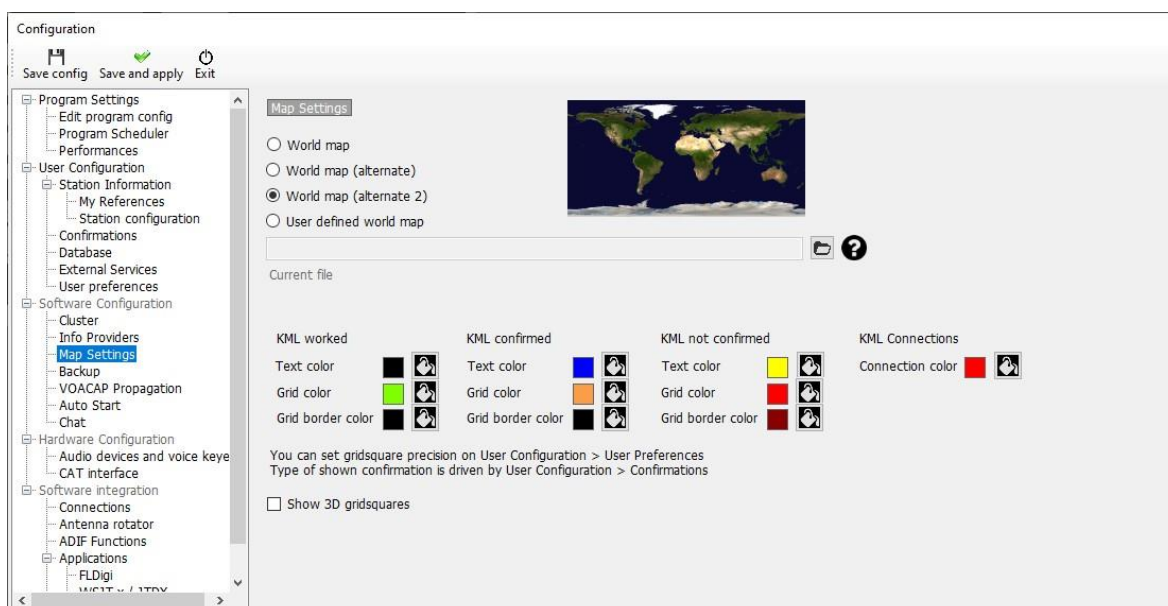 Configuration
Save config Save and apply Exit
Program Settings
Edit program config
Program Scheduler
Performances
User Configuration
Station Information
My References
Station configuration
Confirmations
Database
External Services
User preferences
Software Configuration
Cluster
Info Providers
Map Settings
Backup
VOACAP Propagation
Auto Start
Chat
Hardware Configuration
Audio devices and voice keye
CAT interface
Software integration
Connections
Antenna rotator
ADIF Functions
Applications
FLDigi
WSJT-x / JTDX
Map Settings
World map
World map (alternate)
World map (alternate 2)
User defined world map
?
Current file
KML worked
Text color
Grid color
Grid border color
KML confirmed
Text color
Grid color
Grid border color
KML not confirmed
Text color
Grid color
Grid border color
KML Connections
Connection color
You can set gridsquare precision on User Configuration > User Preferences
Type of shown confirmation is driven by User Configuration > Confirmations
Show 3D gridsquares